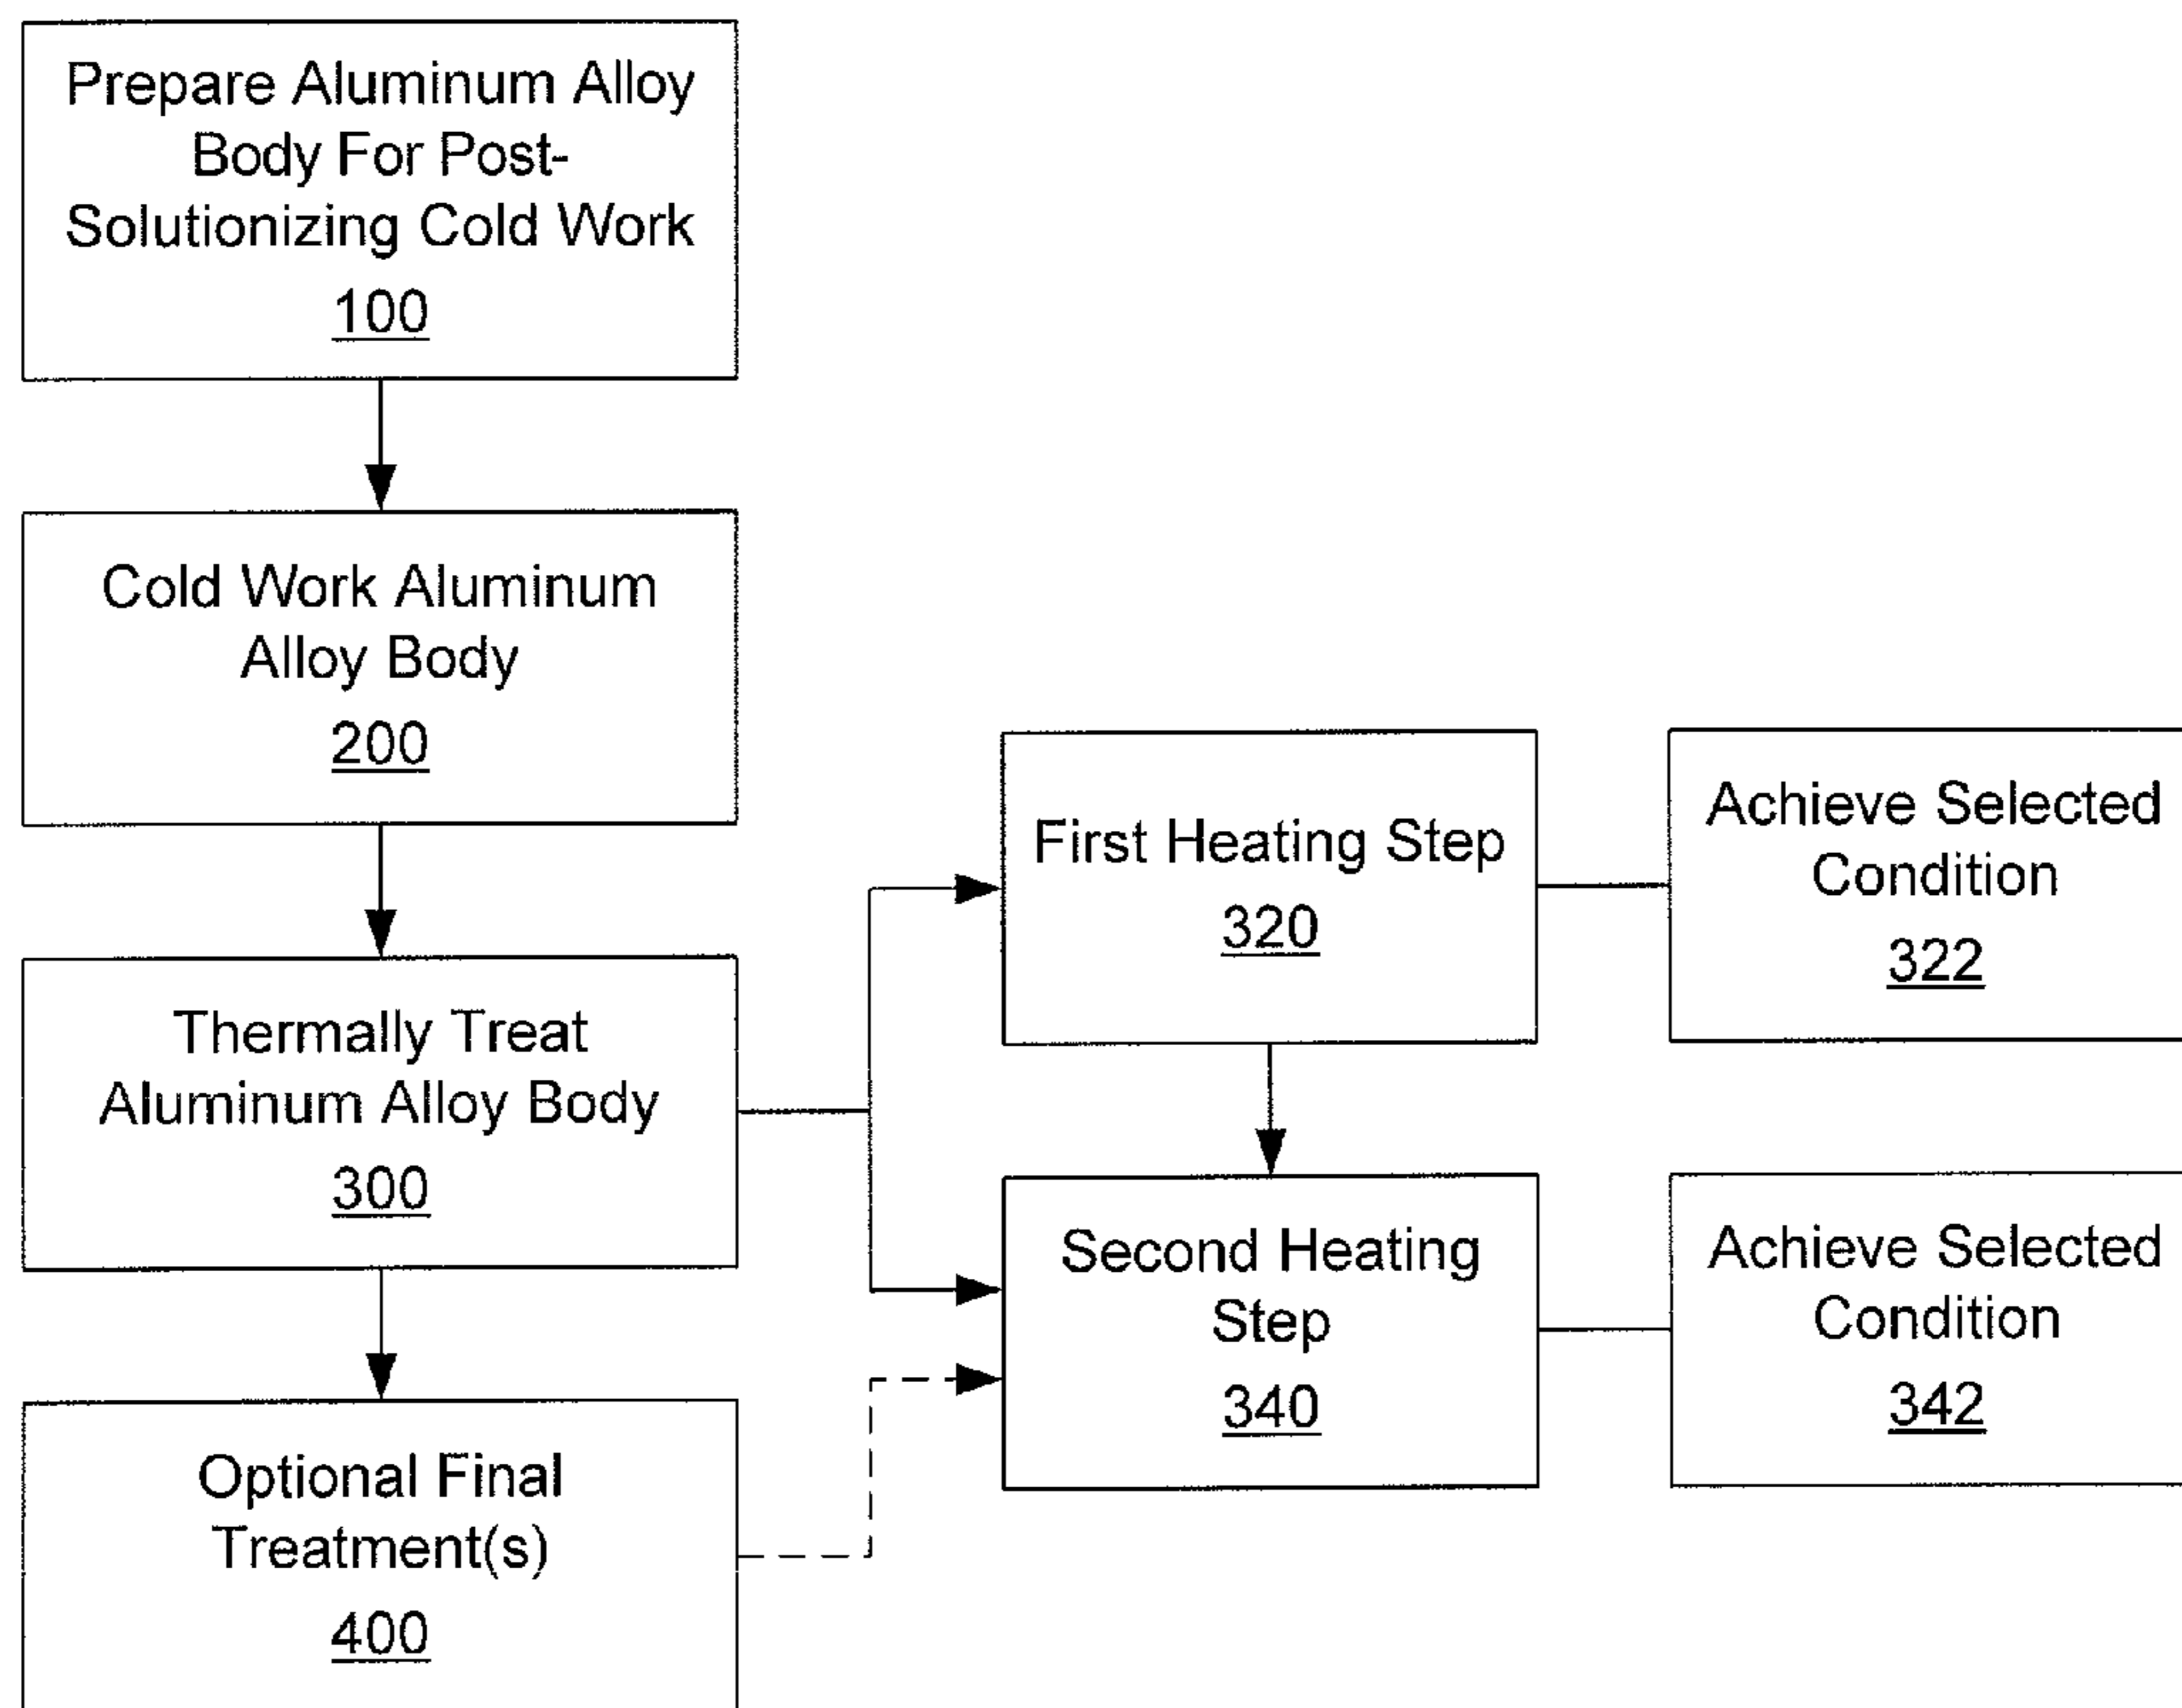 Prepare Aluminum Alloy
Body For Post-
Solutionizing Cold Work
100
Cold Work Aluminum
Alloy Body
200
Thermally Treat
Aluminum Alloy Body
300
Optional Final
Treatment(s)
400
First Heating Step
320
Second Heating
Step
340
Achieve Selected
Condition
322
Achieve Selected
Condition
342